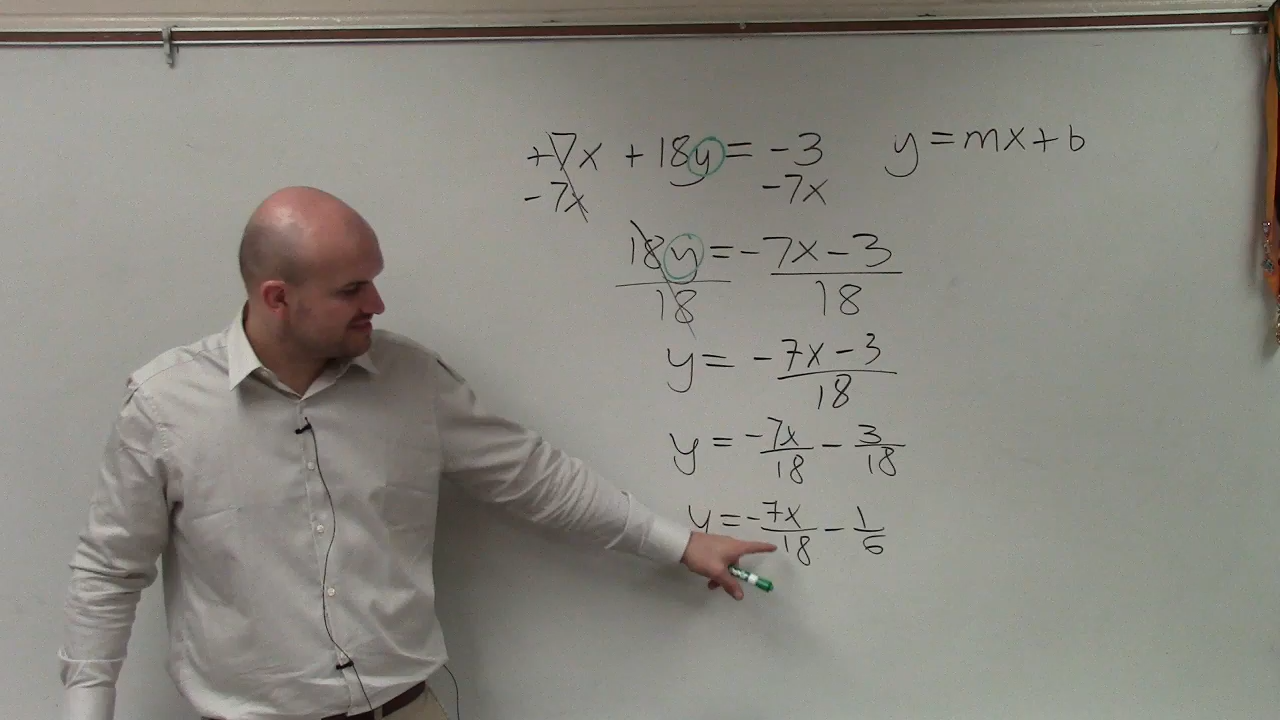 +7x + 18y = -3 y = mx + b
-7x -7x
18y = -7x - 3
18 18
y = -7x - 3
18
y = -7x/18 - 3/18
y = -7x/18 - 1/6